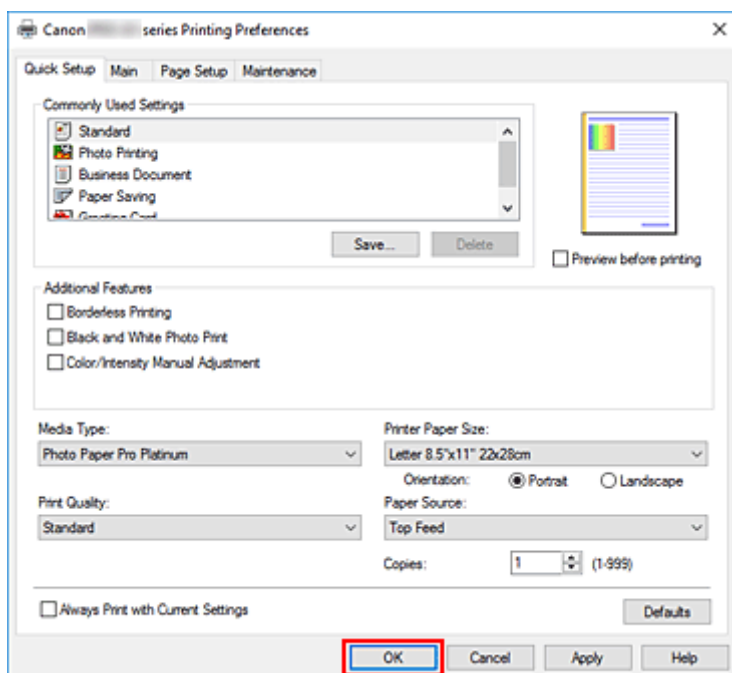 Canon series Printing Preferences
Quick Setup Main Page Setup Maintenance
Commonly Used Settings
Standard
Photo Printing
Business Document
Paper Saving
Greeting Card
Save... Delete
Preview before printing
Additional Features
Borderless Printing
Black and White Photo Print
Color/Intensity Manual Adjustment
Media Type: Printer Paper Size:
Photo Paper Pro Platinum Letter 8.5"x11" 22x28cm
Orientation: Portrait Landscape
Print Quality: Paper Source:
Standard Top Feed
Copies: 1 (1-999)
Always Print with Current Settings Defaults
OK Cancel Apply Help